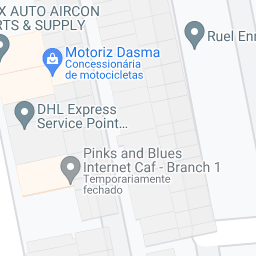 X AUTO AIRCON
RTS & SUPPLY
Motoriz Dasma
Concessionária
de motocicletas
Ruel Enr
DHL Express
Service Point...
Pinks and Blues
Internet Caf - Branch 1
Temporariamente
fechado